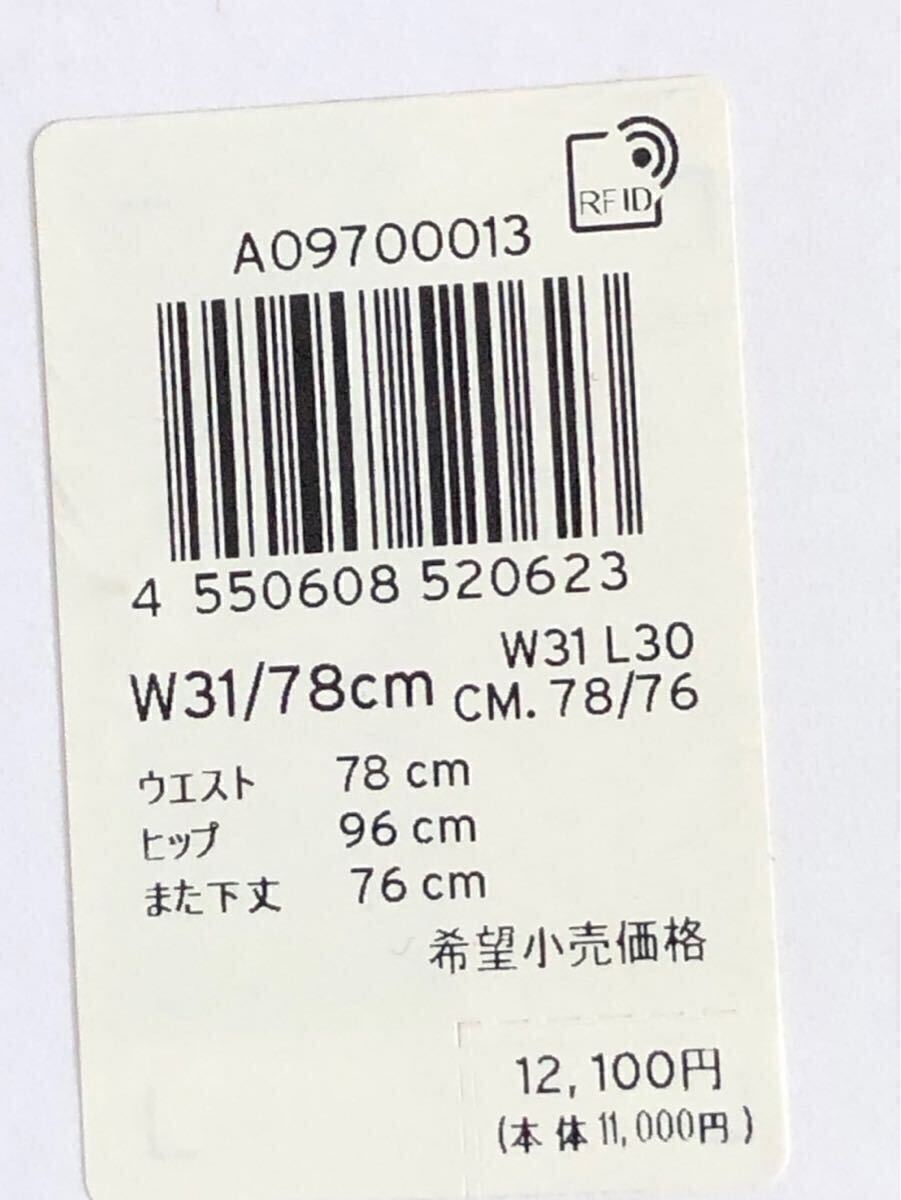 RFID
A09700013
4 550608 520623
W31/78cm
W31 L30
CM. 78/76
ウエスト 78 cm
ヒップ 96 cm
また下丈 76 cm
希望小売価格
12,100円
(本体11,000円)